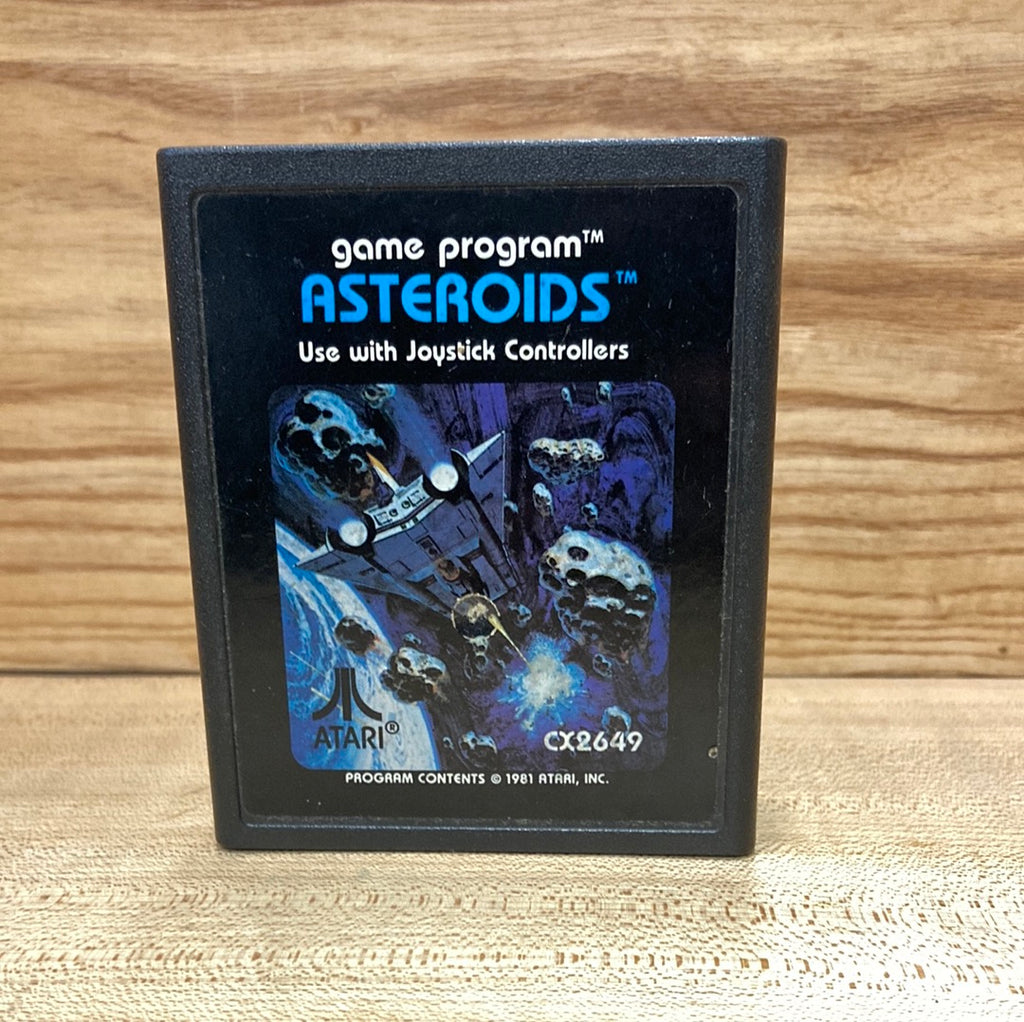 game program™
ASTEROIDS™
Use with Joystick Controllers
ATARI®
CX2649
PROGRAM CONTENTS © 1981 ATARI, INC.